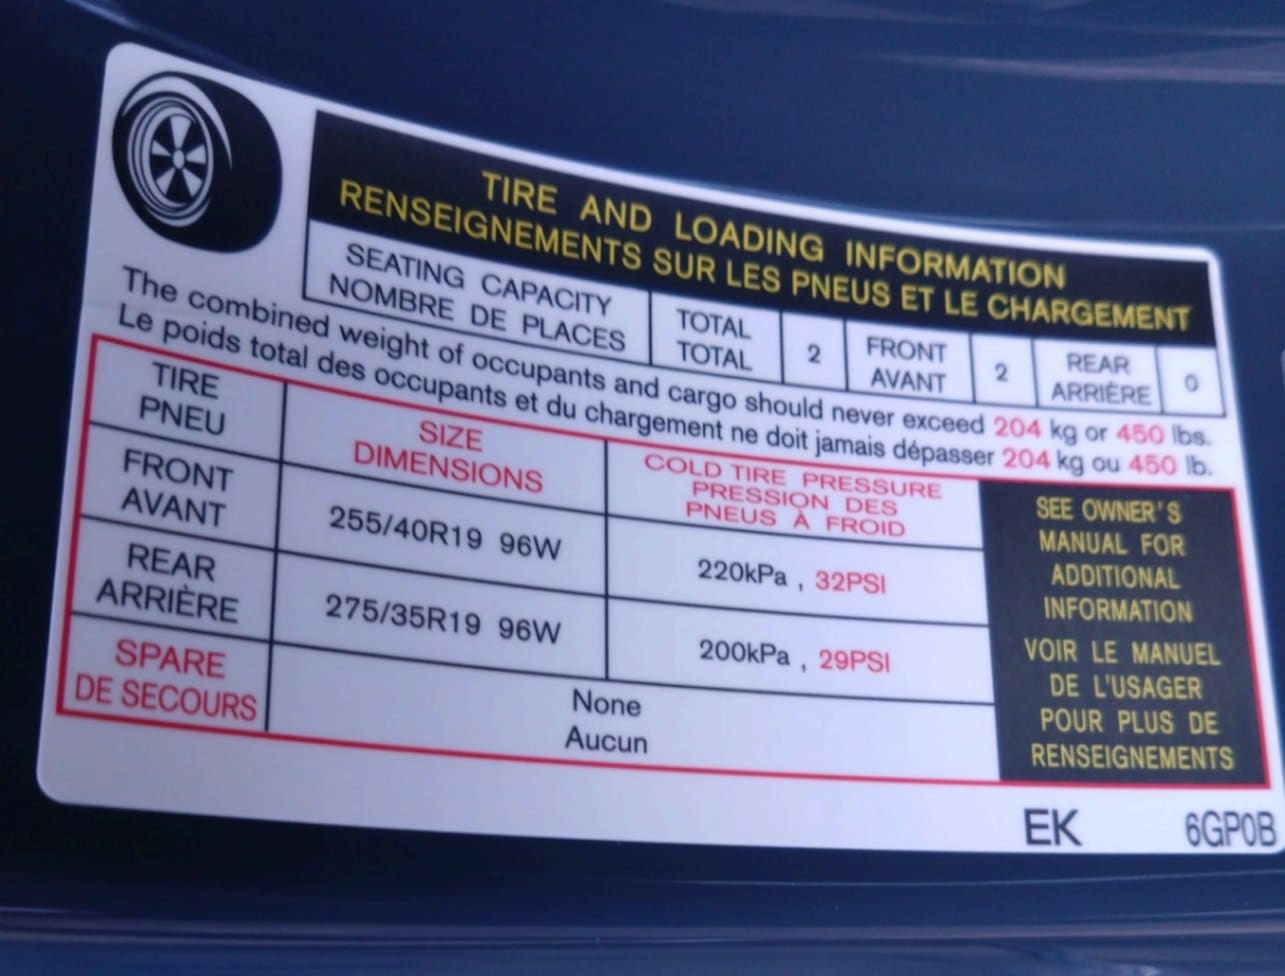 TIRE AND LOADING INFORMATION
RENSEIGNEMENTS SUR LES PNEUS ET LE CHARGEMENT
SEATING CAPACITY
NOMBRE DE PLACES
TOTAL
TOTAL
2
FRONT
AVANT
2
REAR
ARRIÈRE
0
The combined weight of occupants and cargo should never exceed 204 kg or 450 lbs.
Le poids total des occupants et du chargement ne doit jamais dépasser 204 kg ou 450 lb.
TIRE
PNEU
SIZE
DIMENSIONS
COLD TIRE PRESSURE
PRESSION DES
PNEUS À FROID
FRONT
AVANT
255/40R19 96W
220kPa , 32PSI
REAR
ARRIÈRE
275/35R19 96W
200kPa , 29PSI
SPARE
DE SECOURS
None
Aucun
SEE OWNER'S
MANUAL FOR
ADDITIONAL
INFORMATION
VOIR LE MANUEL
DE L'USAGER
POUR PLUS DE
RENSEIGNEMENTS
EK 6GP0B